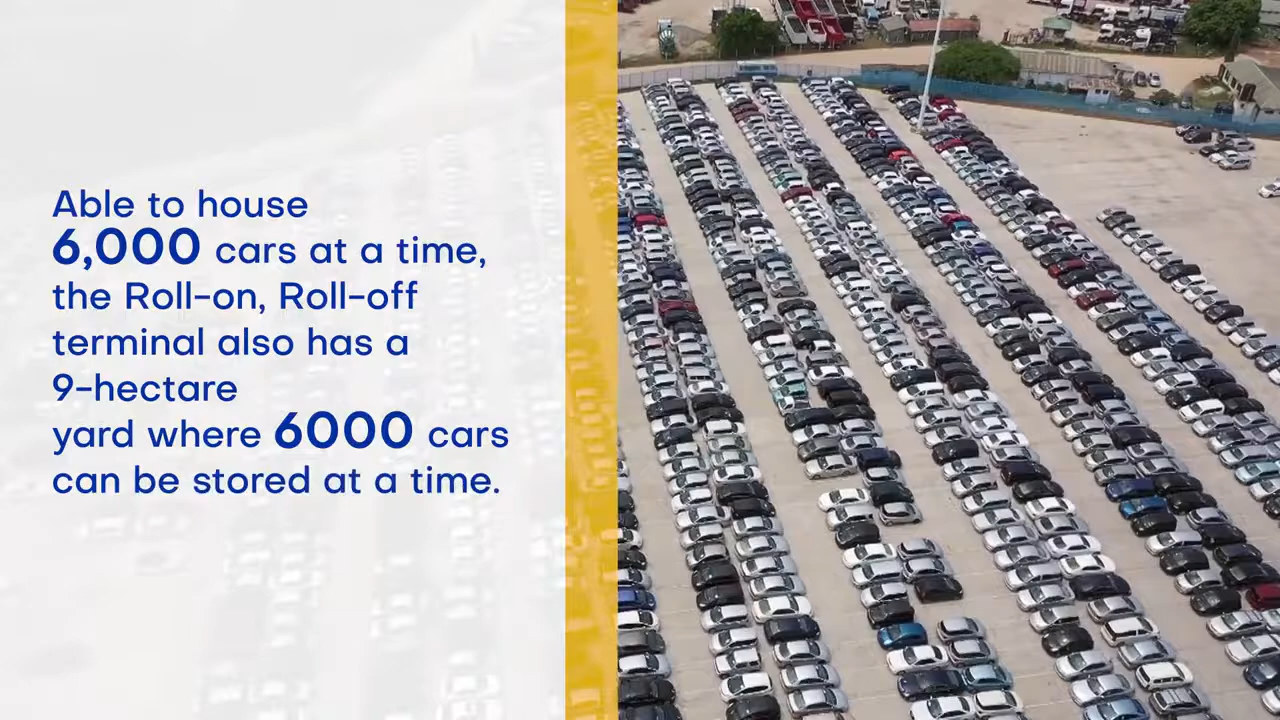 Able to house
6,000 cars at a time,
the Roll-on, Roll-off
terminal also has a
9-hectare
yard where 6000 cars
can be stored at a time.